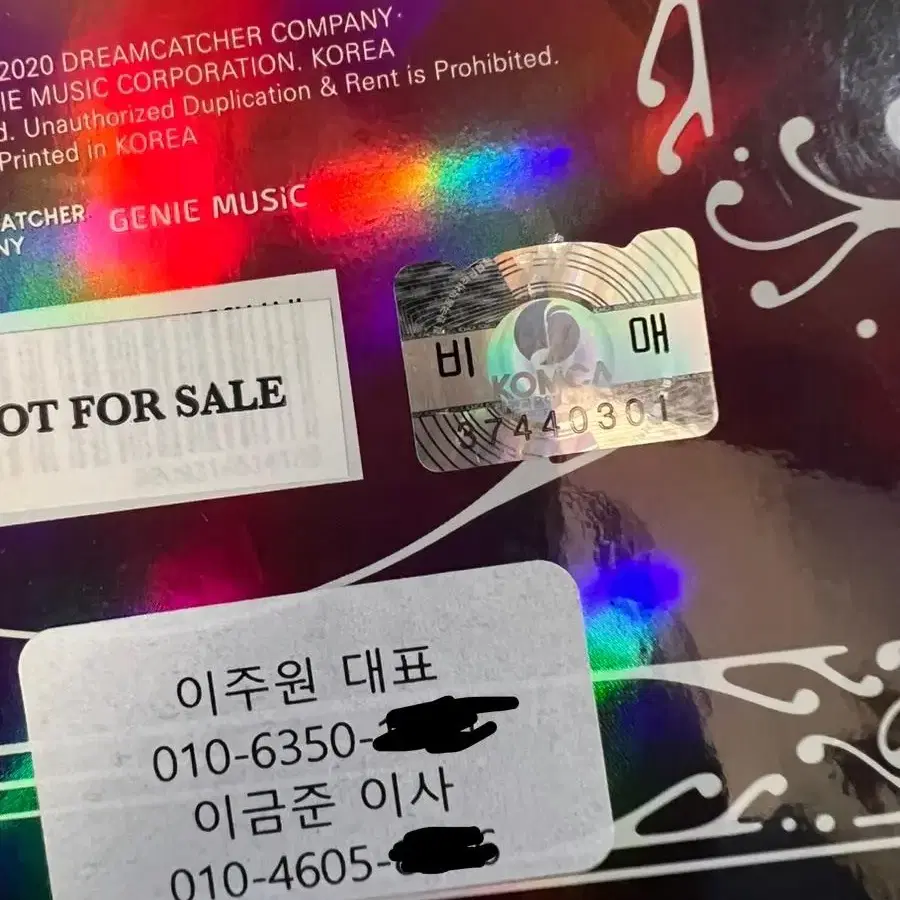 2020 DREAMCATCHER COMPANY.
IE MUSIC CORPORATION. KOREA
d. Unauthorized Duplication & Rent is Prohibited.
Printed in KOREA
ATCHER
NY
GENIE MUSiC
OT FOR SALE
비 매
KOMCA
37440301
이주원 대표
010-6350-
이금준 이사
010-4605-